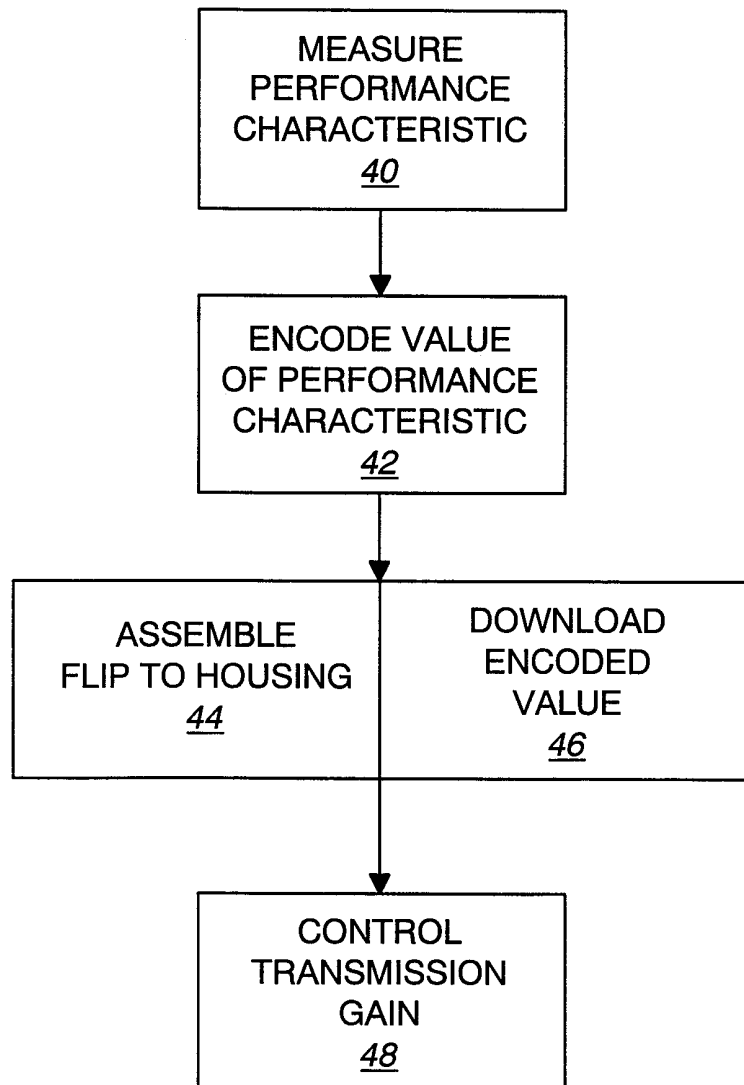 MEASURE
PERFORMANCE
CHARACTERISTIC
40
ENCODE VALUE
OF PERFORMANCE
CHARACTERISTIC
42
ASSEMBLE
FLIP TO HOUSING
44
DOWNLOAD
ENCODED
VALUE
46
CONTROL
TRANSMISSION
GAIN
48